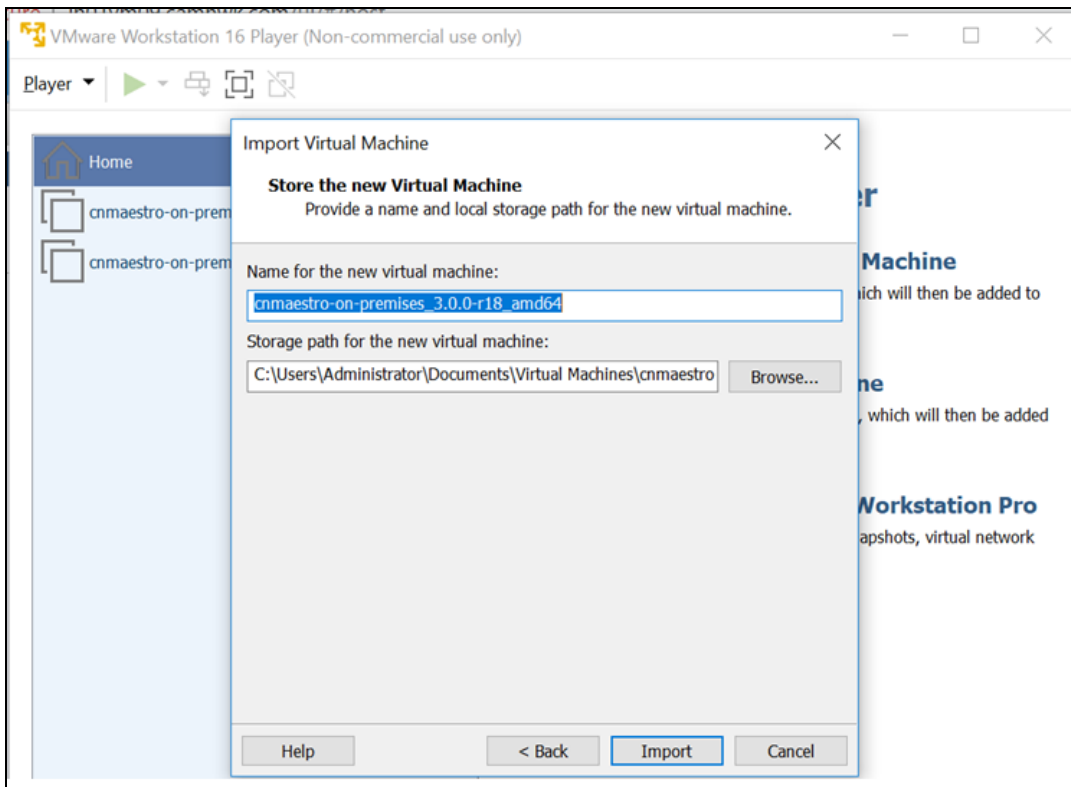 VMware Workstation 16 Player (Non-commercial use only)
Player
Home
cnmaestro-on-prem
cnmaestro-on-prem
Import Virtual Machine
Store the new Virtual Machine
Provide a name and local storage path for the new virtual machine.
Name for the new virtual machine:
cnmaestro-on-premises_3.0.0-r18_amd64
Storage path for the new virtual machine:
C:\Users\Administrator\Documents\Virtual Machines\cnmaestro
Browse...
Help
< Back
Import
Cancel
er
Machine
ich will then be added to
ne
, which will then be added
Workstation Pro
apshots, virtual network